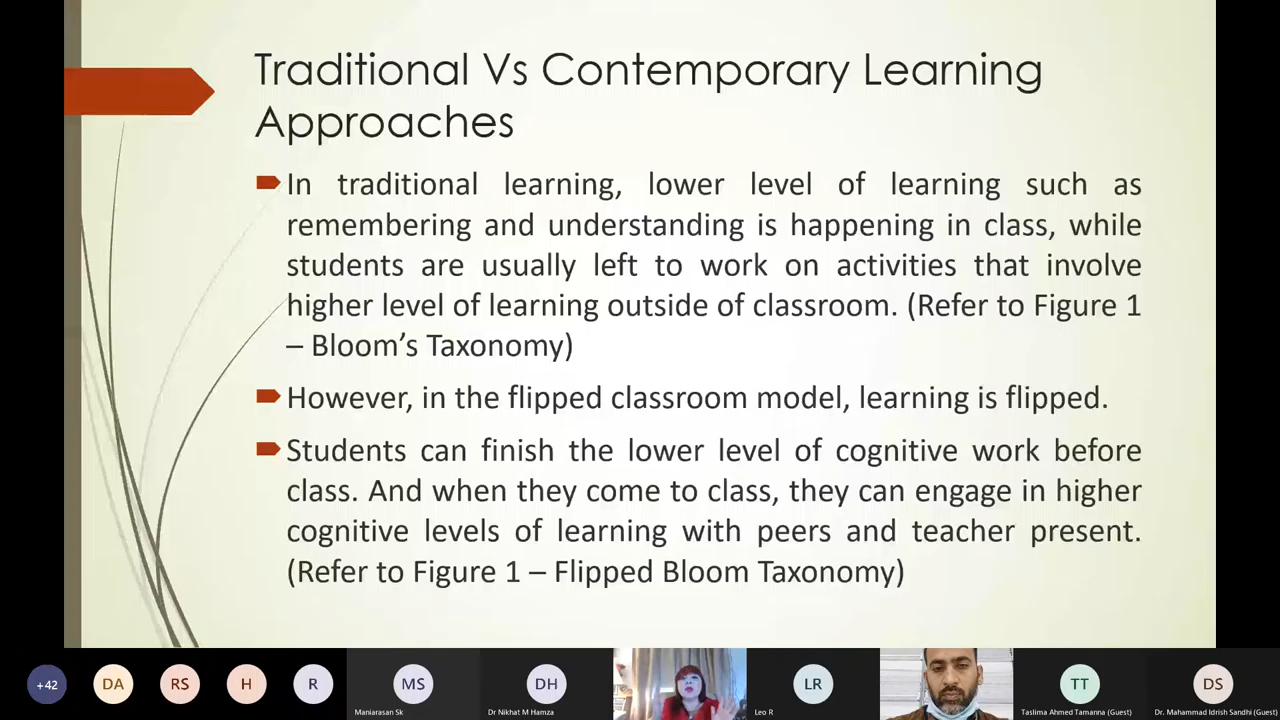 Traditional Vs Contemporary Learning
Approaches
In traditional learning, lower level of learning such as
remembering and understanding is happening in class, while
students are usually left to work on activities that involve
higher level of learning outside of classroom. (Refer to Figure 1
– Bloom’s Taxonomy)
However, in the flipped classroom model, learning is flipped.
Students can finish the lower level of cognitive work before
class. And when they come to class, they can engage in higher
cognitive levels of learning with peers and teacher present.
(Refer to Figure 1 – Flipped Bloom Taxonomy)
+42 DA RS H R MS DH LR TT DS
Maniarasan Sk Dr Nikhat M Hamza Leo R Taslima Ahmed Tamanna (Guest) Dr. Mahammad Idrish Sandhi (Guest)